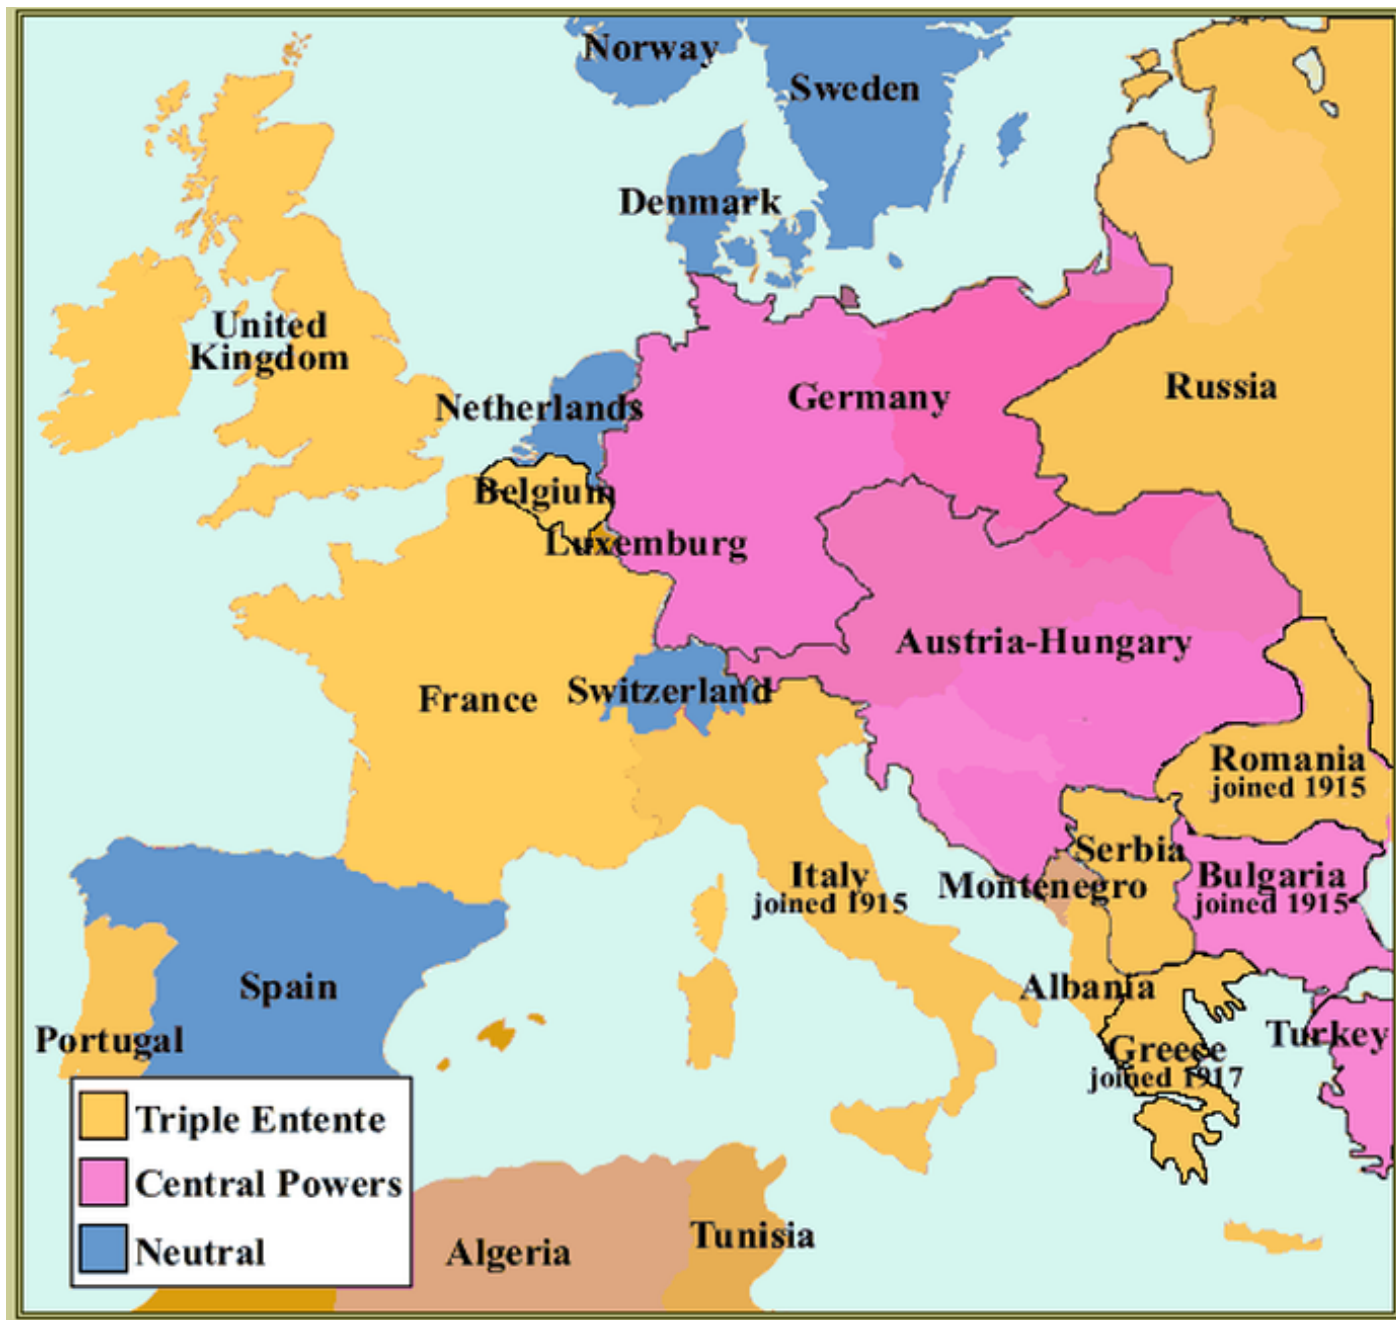 Norway
Sweden
Denmark
United
Kingdom
Netherlands
Germany
Russia
Belgium
Luxemburg
Austria-Hungary
France
Switzerland
Romania
joined 1915
Serbia
Italy
joined 1915
Montenegro
Bulgaria
joined 1915
Spain
Albania
Portugal
Turkey
Greece
joined 1917
Triple Entente
Central Powers
Neutral
Algeria
Tunisia